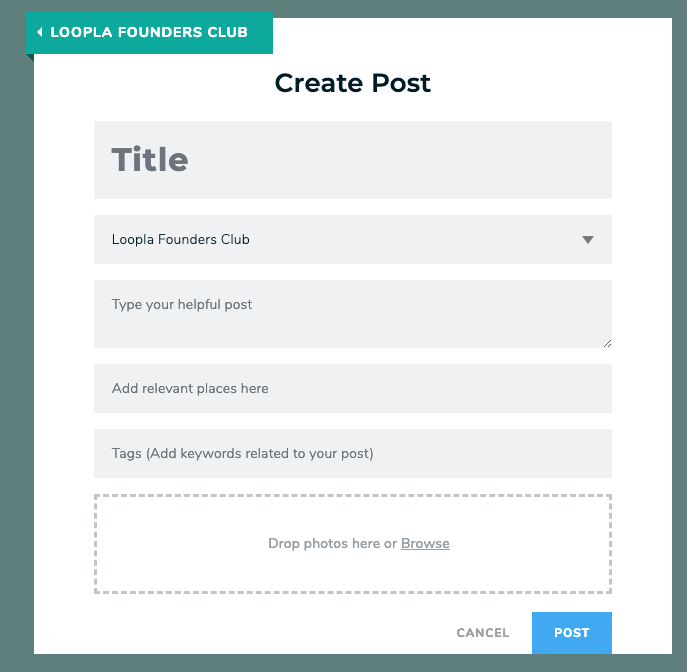 LOOPLA FOUNDERS CLUB
Create Post
Title
Loopla Founders Club
Type your helpful post
Add relevant places here
Tags (Add keywords related to your post)
Drop photos here or Browse
CANCEL POST